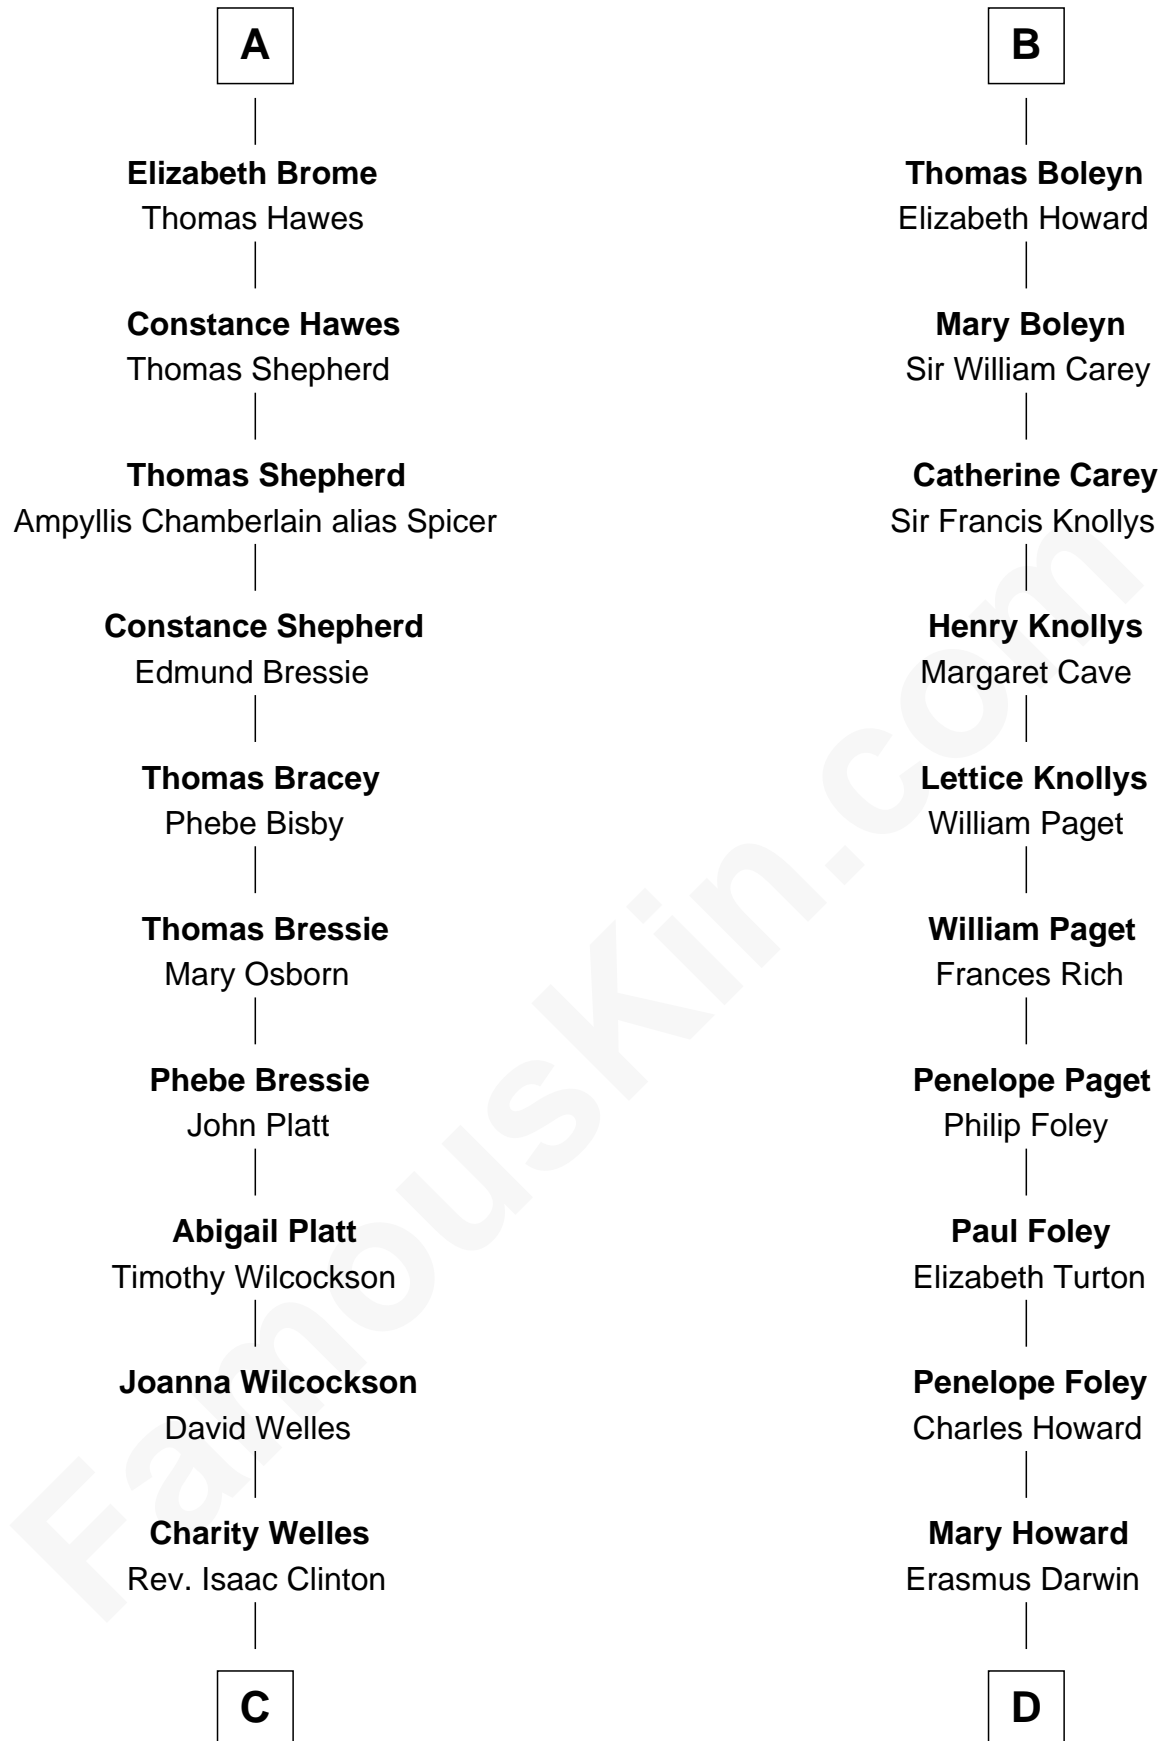 A
Elizabeth Brome
Thomas Hawes
Constance Hawes
Thomas Shepherd
Thomas Shepherd
Ampyllis Chamberlain alias Spicer
Constance Shepherd
Edmund Bressie
Thomas Bracey
Phebe Bisby
Thomas Bressie
Mary Osborn
Phebe Bressie
John Platt
Abigail Platt
Timothy Wilcockson
Joanna Wilcockson
David Welles
Charity Welles
Rev. Isaac Clinton
C
B
Thomas Boleyn
Elizabeth Howard
Mary Boleyn
Sir William Carey
Catherine Carey
Sir Francis Knollys
Henry Knollys
Margaret Cave
Lettice Knollys
William Paget
William Paget
Frances Rich
Penelope Paget
Philip Foley
Paul Foley
Elizabeth Turton
Penelope Foley
Charles Howard
Mary Howard
Erasmus Darwin
D
FamousKin.com